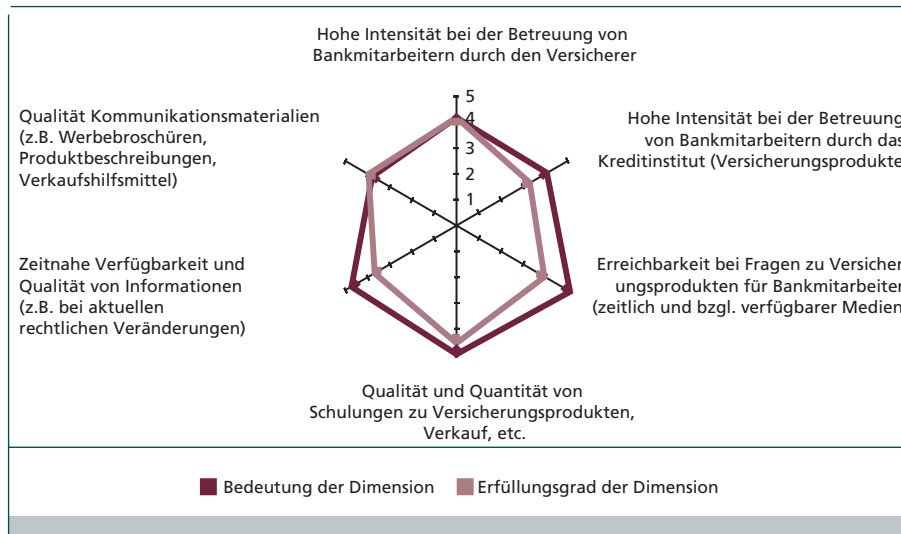 Hohe Intensität bei der Betreuung von
Bankmitarbeitern durch den Versicherer
Qualität Kommunikationsmaterialien
(z.B. Werbebroschüren,
Produktbeschreibungen,
Verkaufshilfsmittel)
5
4
3
2
1
Hohe Intensität bei der Betreuung
von Bankmitarbeitern durch das
Kreditinstitut (Versicherungsprodukte
Zeitnahe Verfügbarkeit und
Qualität von Informationen
(z.B. bei aktuellen
rechtlichen Veränderungen)
Erreichbarkeit bei Fragen zu Versicher
ungsprodukten für Bankmitarbeiter
(zeitlich und bzgl. verfügbarer Medien
Qualität und Quantität von
Schulungen zu Versicherungsprodukten,
Verkauf, etc.
Bedeutung der Dimension
Erfüllungsgrad der Dimension